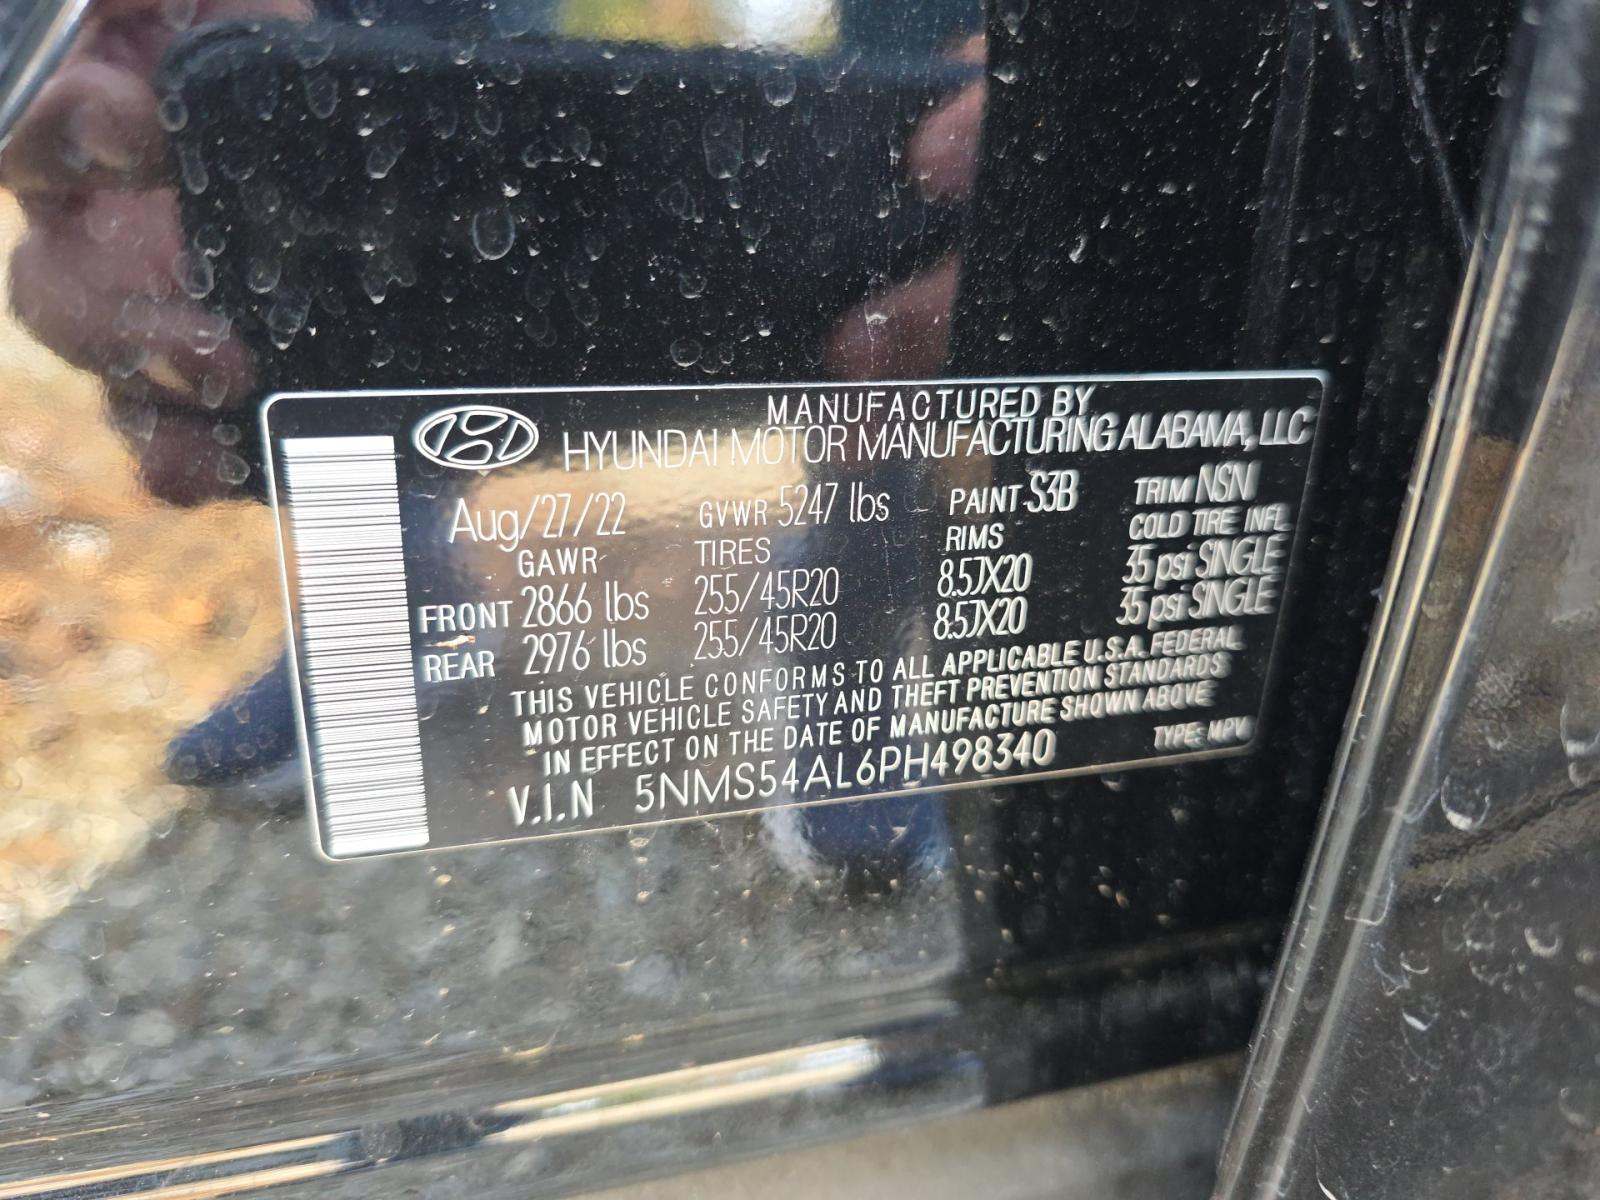 MANUFACTURED BY
HYUNDAI MOTOR MANUFACTURING ALABAMA, LLC
Aug/27/22 GVWR 5247 lbs PAINT S3B TRIM NSN
GAWR TIRES RIMS COLD TIRE INFL
FRONT 2866 lbs 255/45R20 8.5JX20 35 psi SINGLE
REAR 2976 lbs 255/45R20 8.5JX20 35 psi SINGLE
THIS VEHICLE CONFORMS TO ALL APPLICABLE U.S.A. FEDERAL
MOTOR VEHICLE SAFETY AND THEFT PREVENTION STANDARDS
IN EFFECT ON THE DATE OF MANUFACTURE SHOWN ABOVE
V.I.N 5NMS54AL6PH498340 TYPE: MPV